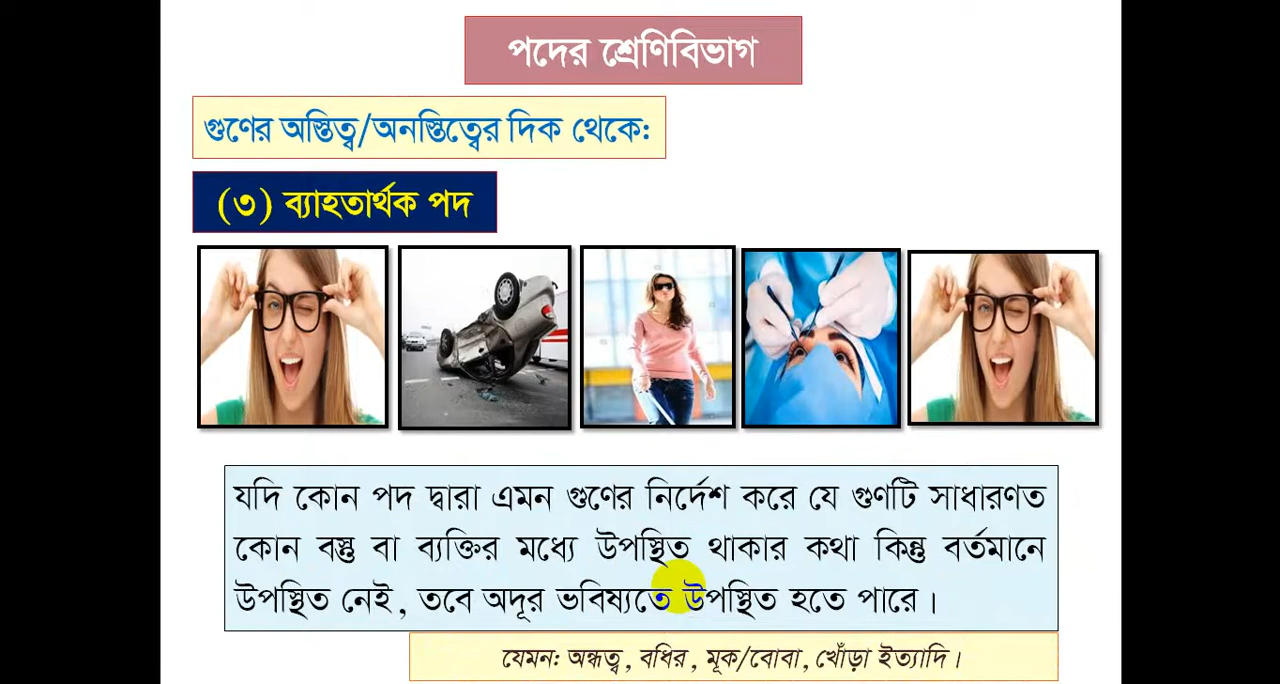 পদের শ্রেণিবিভাগ
গুণের অস্তিত্ব/অনস্তিত্বের দিক থেকে:
(৩) ব্যাহতার্থক পদ
যদি কোন পদ দ্বারা এমন গুণের নির্দেশ করে যে গুণটি সাধারণত
কোন বস্তু বা ব্যক্তির মধ্যে উপস্থিত থাকার কথা কিন্তু বর্তমানে
উপস্থিত নেই, তবে অদূর ভবিষ্যতে উপস্থিত হতে পারে।
যেমন: অন্ধত্ব, বধির, মূক/বোবা, খোঁড়া ইত্যাদি।